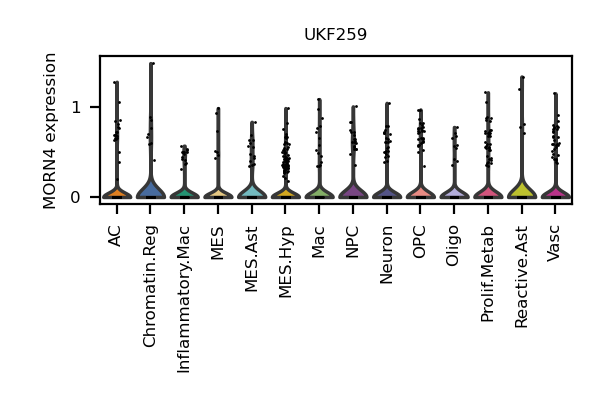 UKF259
MORN4 expression
1
0
AC
Chromatin.Reg
Inflammatory.Mac
MES
MES.Ast
MES.Hyp
Mac
NPC
Neuron
OPC
Oligo
Prolif.Metab
Reactive.Ast
Vasc